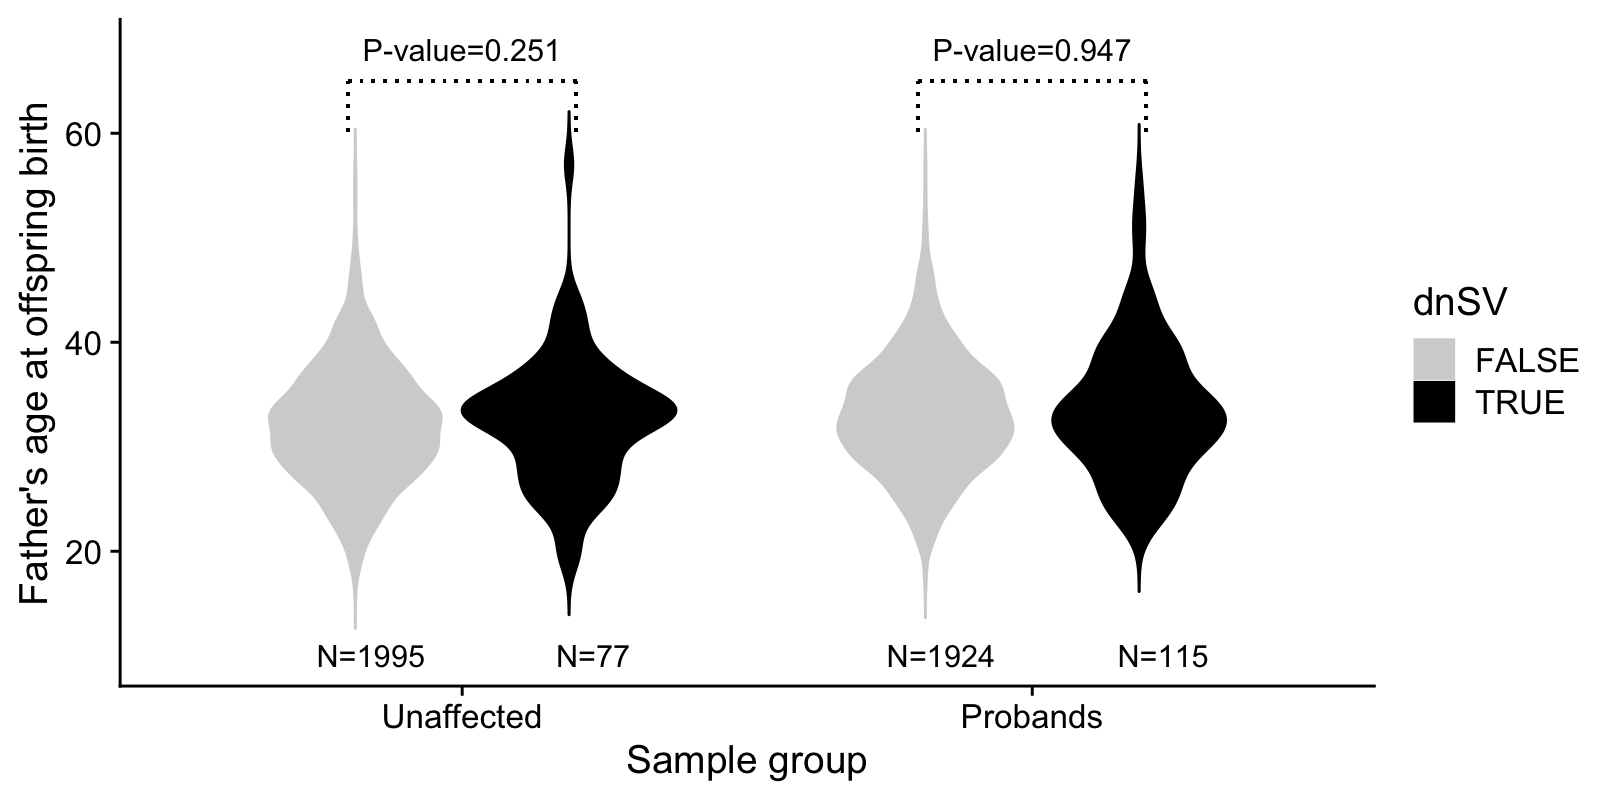 P-value=0.251
P-value=0.947
Father's age at offspring birth
60
40
20
N=1995
N=77
N=1924
N=115
Unaffected
Probands
Sample group
dnSV
FALSE
TRUE